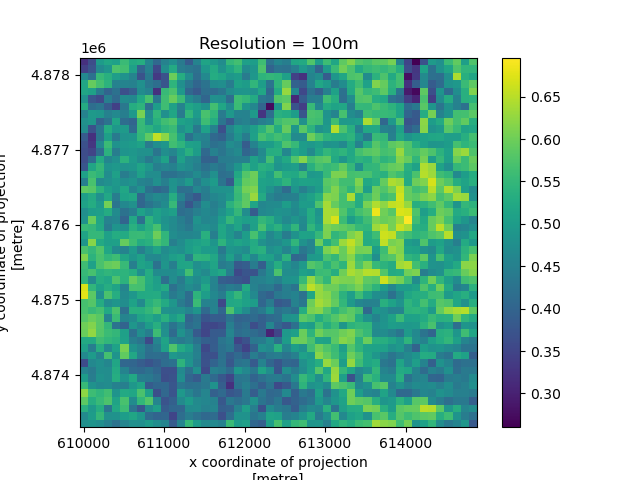 Resolution = 100m
1e6
4.878
4.877
4.876
4.875
4.874
y coordinate of projection
[metre]
610000 611000 612000 613000 614000
x coordinate of projection
[metre]
0.65
0.60
0.55
0.50
0.45
0.40
0.35
0.30